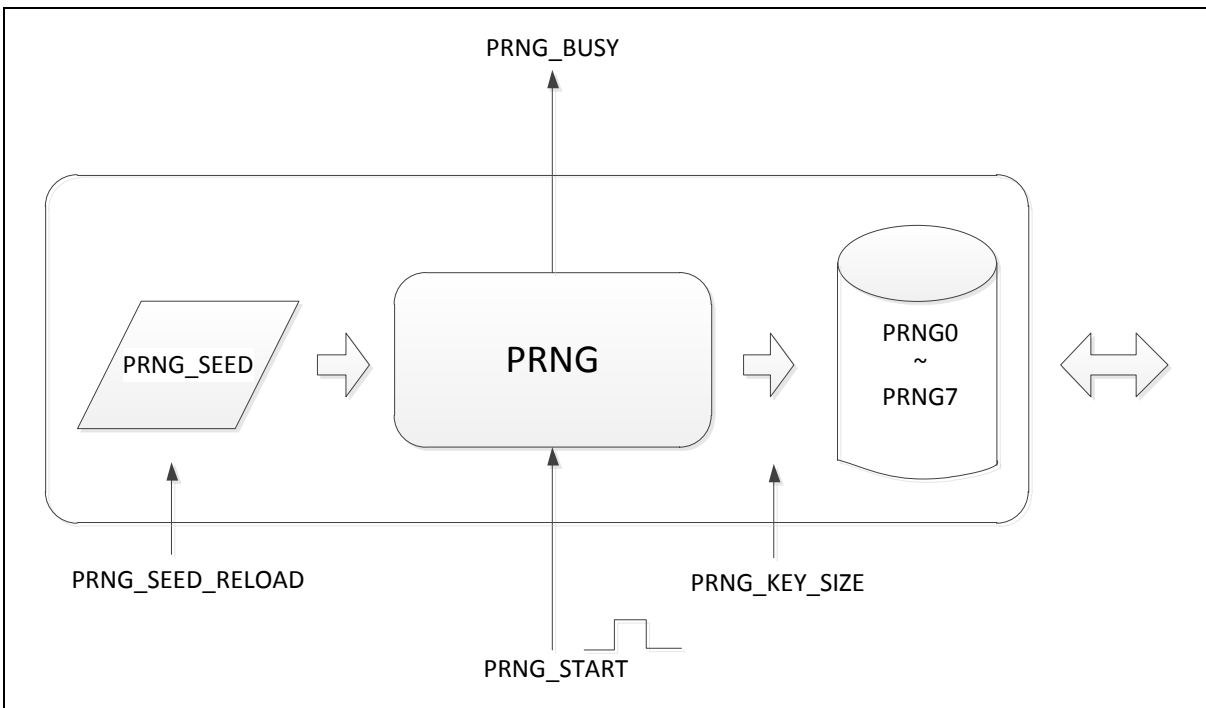 PRNG_BUSY
PRNG_SEED
PRNG
PRNG0
~
PRNG7
PRNG_SEED_RELOAD
PRNG_KEY_SIZE
PRNG_START